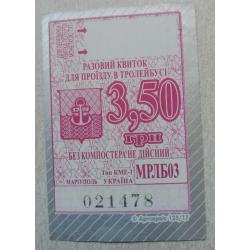 РАЗОВИЙ КВИТОК
ДЛЯ ПРОЇЗДУ В ТРОЛЕЙБУСІ
3,50
грн
БЕЗ КОМПОСТЕРА НЕ ДІЙСНИЙ
Тип КМЕ-1
МАРІУПОЛЬ УКРАЇНА
МРЛБ03
021478